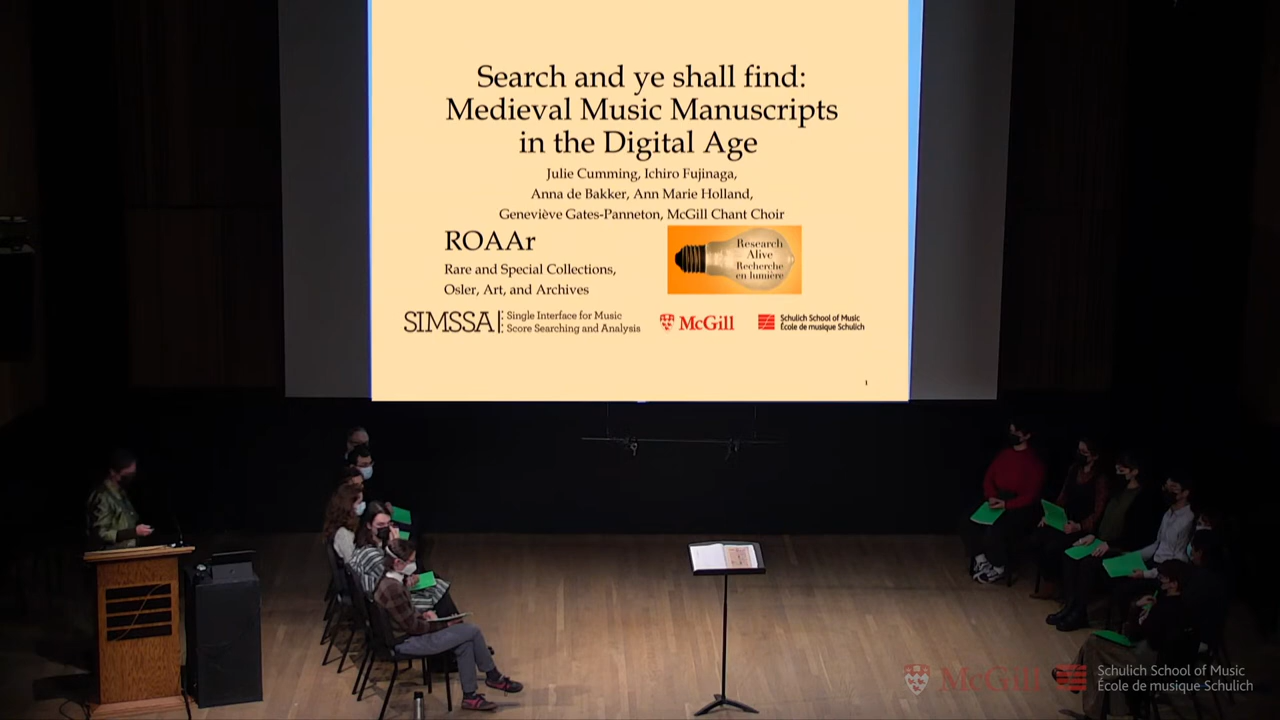 Search and ye shall find:
Medieval Music Manuscripts
in the Digital Age
Julie Cumming, Ichiro Fujinaga,
Anna de Bakker, Ann Marie Holland,
Geneviève Gates-Panneton, McGill Chant Choir
ROAAr
Rare and Special Collections,
Osler, Art, and Archives
Research
Alive
Recherche
en lumière
SIMSSA
Single Interface for Music
Score Searching and Analysis
McGill
Schulich School of Music
École de musique Schulich
1
McGill
Schulich School of Music
École de musique Schulich